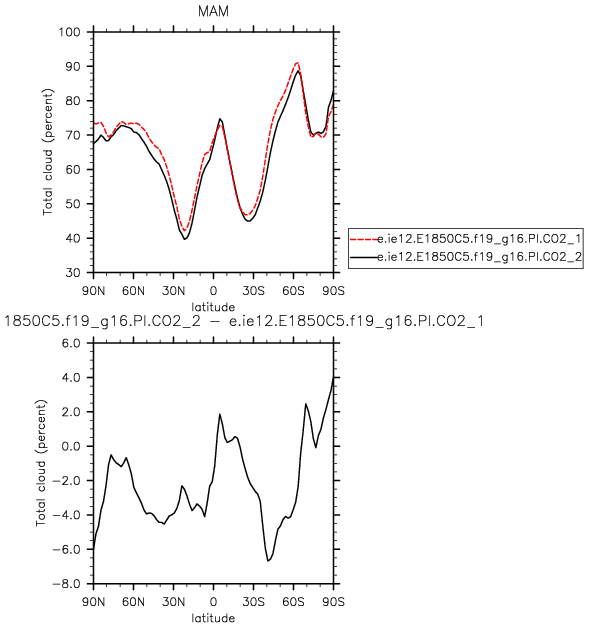 MAM
100
90
80
70
60
50
40
30
Total cloud (percent)
90N 60N 30N 0 30S 60S 90S
latitude
e.ie12.E1850C5.f19_g16.PI.CO2_1
e.ie12.E1850C5.f19_g16.PI.CO2_2
1850C5.f19_g16.PI.CO2_2 − e.ie12.E1850C5.f19_g16.PI.CO2_1
6.0
4.0
2.0
0.0
−2.0
−4.0
−6.0
−8.0
Total cloud (percent)
90N 60N 30N 0 30S 60S 90S
latitude